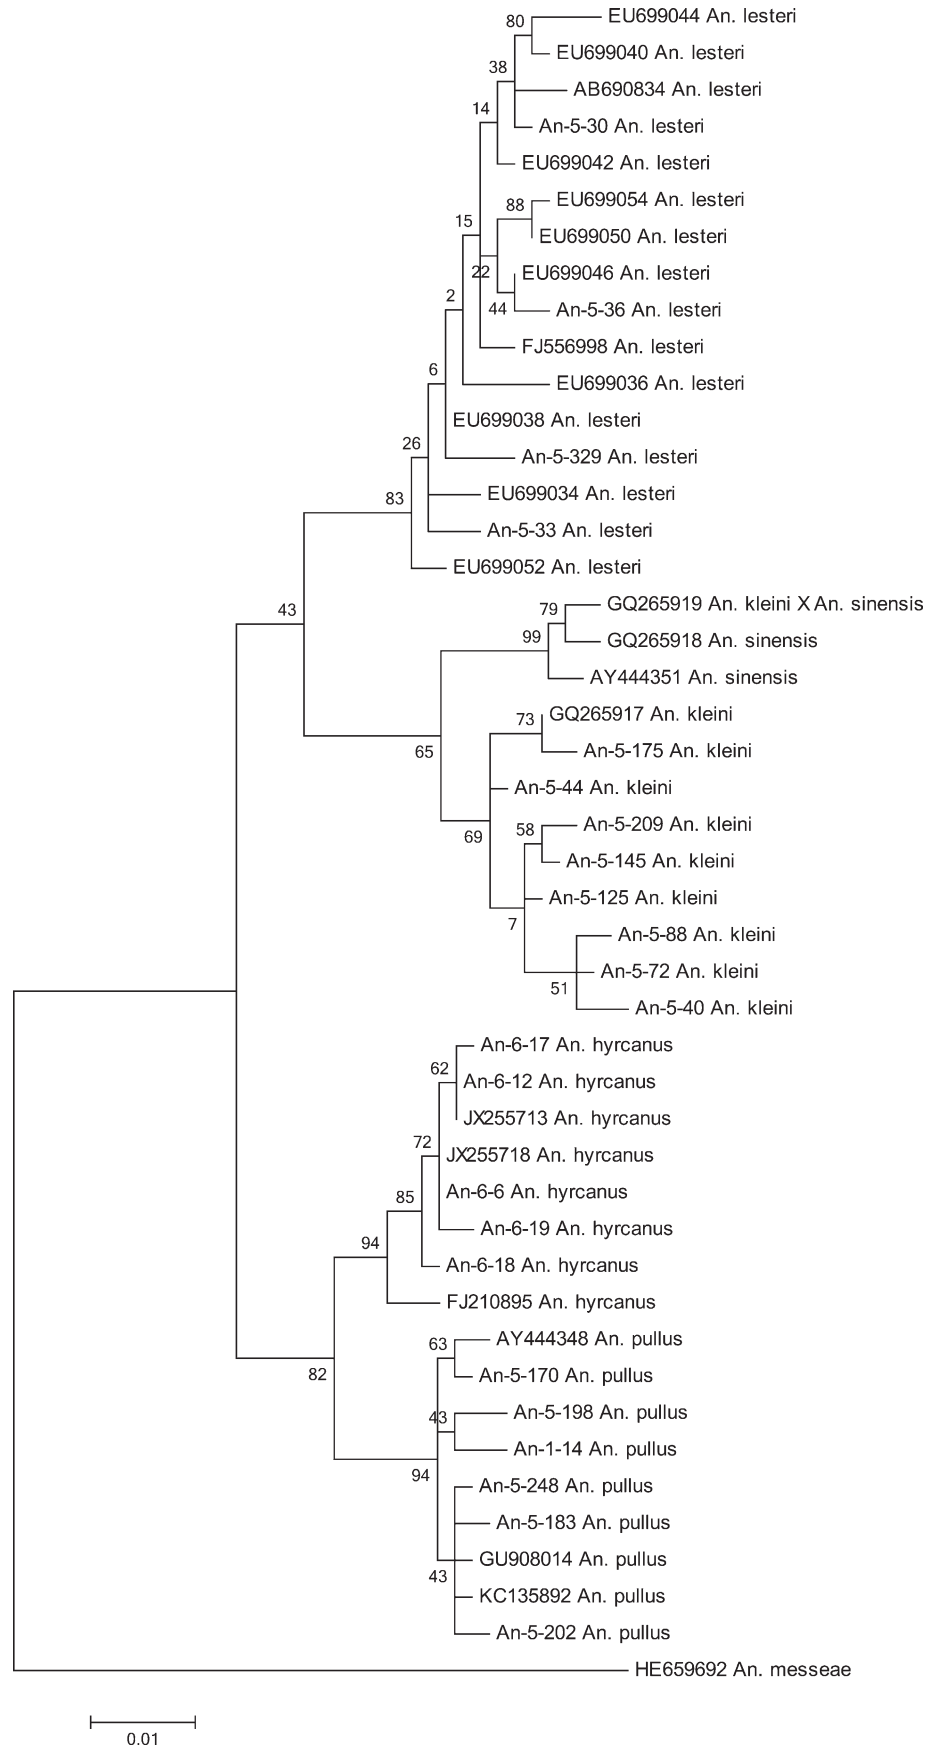 80
EU699044 An. lesteri
EU699040 An. lesteri
38
AB690834 An. lesteri
14
An-5-30 An. lesteri
EU699042 An. lesteri
88
EU699054 An. lesteri
15
EU699050 An. lesteri
22
EU699046 An. lesteri
44
An-5-36 An. lesteri
2
FJ556998 An. lesteri
6
EU699036 An. lesteri
EU699038 An. lesteri
26
An-5-329 An. lesteri
83
EU699034 An. lesteri
An-5-33 An. lesteri
EU699052 An. lesteri
43
79
GQ265919 An. kleini X An. sinensis
99
GQ265918 An. sinensis
AY444351 An. sinensis
73
GQ265917 An. kleini
65
An-5-175 An. kleini
An-5-44 An. kleini
69
58
An-5-209 An. kleini
An-5-145 An. kleini
7
An-5-125 An. kleini
An-5-88 An. kleini
51
An-5-72 An. kleini
An-5-40 An. kleini
An-6-17 An. hyrcanus
62
An-6-12 An. hyrcanus
JX255713 An. hyrcanus
72
JX255718 An. hyrcanus
85
An-6-6 An. hyrcanus
94
An-6-19 An. hyrcanus
An-6-18 An. hyrcanus
FJ210895 An. hyrcanus
82
63
AY444348 An. pullus
An-5-170 An. pullus
43
An-5-198 An. pullus
An-1-14 An. pullus
94
An-5-248 An. pullus
An-5-183 An. pullus
43
GU908014 An. pullus
KC135892 An. pullus
An-5-202 An. pullus
HE659692 An. messeae
0.01